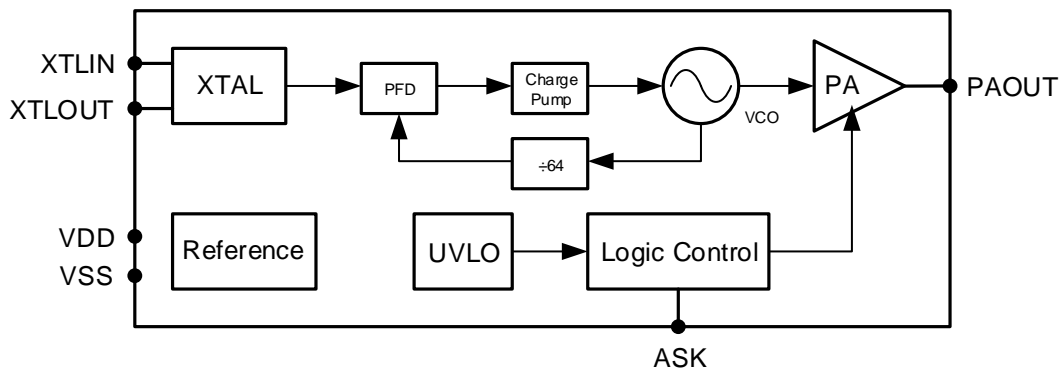 XTLIN
XTLOUT
XTAL
PFD
Charge
Pump
VCO
PA
PAOUT
÷64
VDD
VSS
Reference
UVLO
Logic Control
ASK